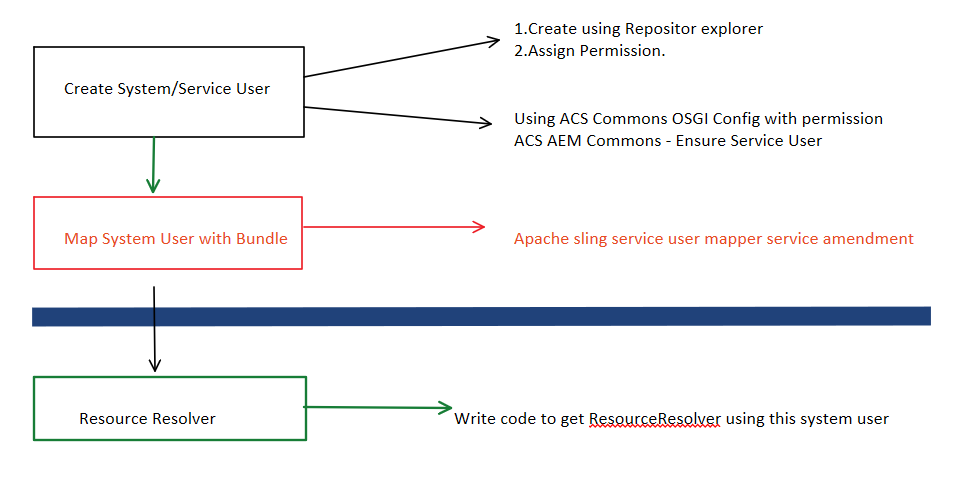 1.Create using Repositor explorer
2.Assign Permission.
Create System/Service User
Using ACS Commons OSGI Config with permission
ACS AEM Commons - Ensure Service User
Map System User with Bundle
Apache sling service user mapper service amendment
Resource Resolver
Write code to get ResourceResolver using this system user